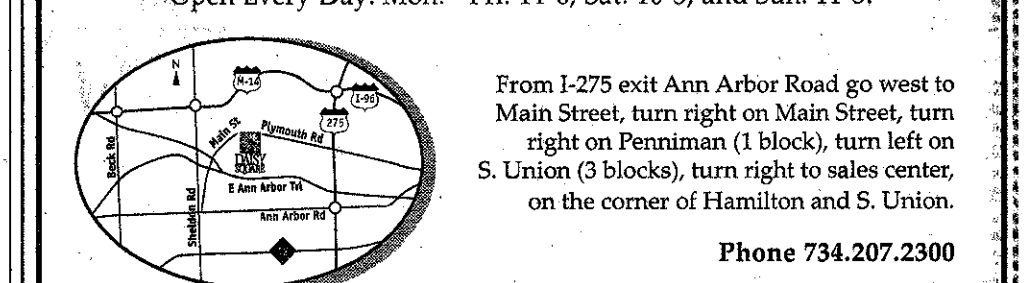 Open Every Day: Mon. - Fri. 11-6, Sat. 10-5, and Sun. 11-5.
N
M-14
I-96
275
Main St
Plymouth Rd
DAISY
SQUARE
Beck Rd
E Ann Arbor Trl
Sheldon Rd
Ann Arbor Rd
From I-275 exit Ann Arbor Road go west to
Main Street, turn right on Main Street, turn
right on Penniman (1 block), turn left on
S. Union (3 blocks), turn right to sales center,
on the corner of Hamilton and S. Union.
Phone 734.207.2300